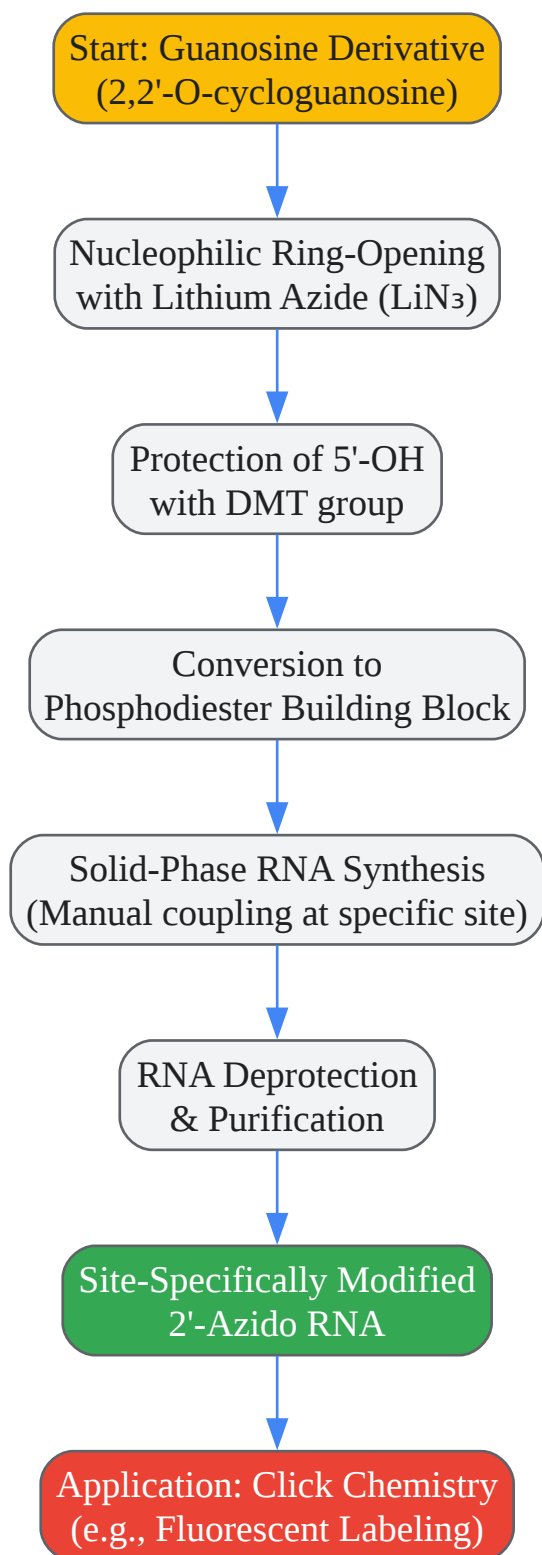 Start: Guanosine Derivative
(2,2'-O-cycloguanosine)
Nucleophilic Ring-Opening
with Lithium Azide (LiN₃)
Protection of 5'-OH
with DMT group
Conversion to
Phosphodiester Building Block
Solid-Phase RNA Synthesis
(Manual coupling at specific site)
RNA Deprotection
& Purification
Site-Specifically Modified
2'-Azido RNA
Application: Click Chemistry
(e.g., Fluorescent Labeling)